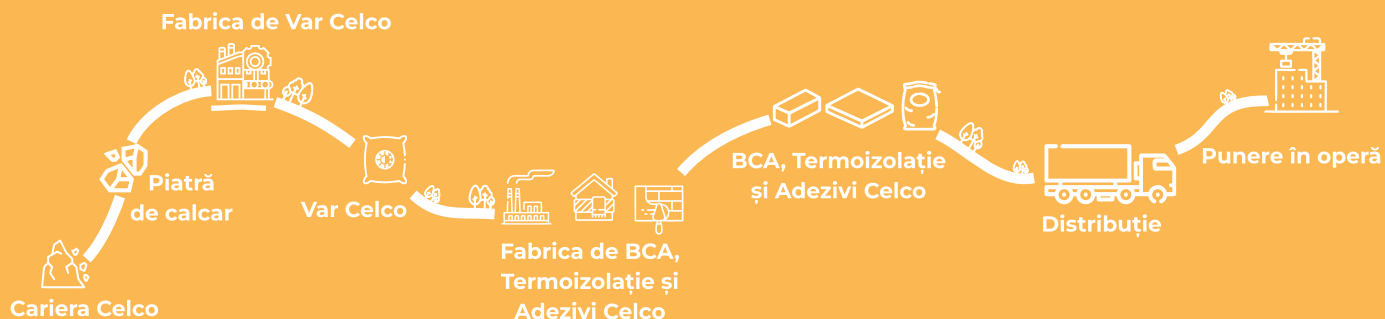 Fabrica de Var Celco
Piatră
de calcar
Cariera Celco
Var Celco
Fabrica de BCA,
Termoizolație și
Adezivi Celco
BCA, Termoizolație
și Adezivi Celco
Distribuție
Punere în operă